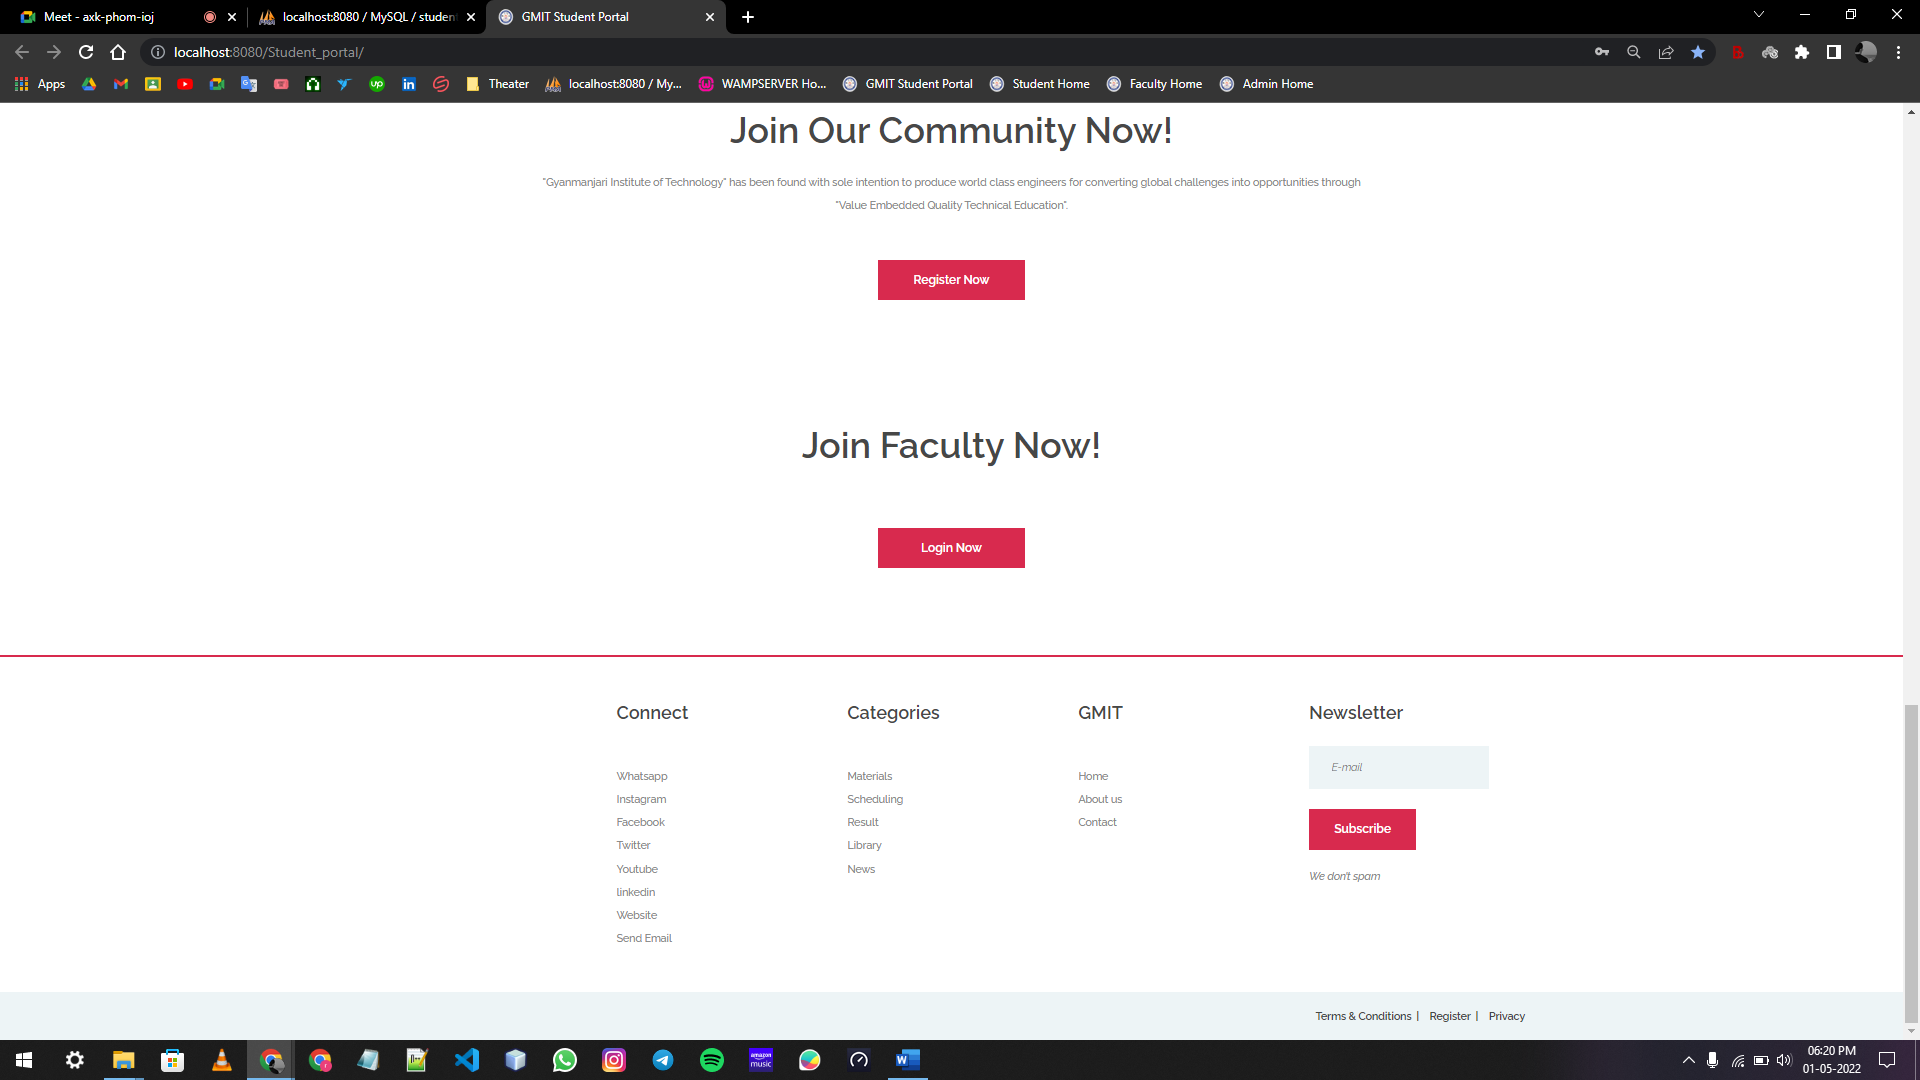 Meet - axk-phom-ioj
localhost:8080 / MySQL / student
GMIT Student Portal
localhost:8080/Student_portal/
Apps
Theater
localhost:8080 / My...
WAMPSERVER Ho...
GMIT Student Portal
Student Home
Faculty Home
Admin Home
Join Our Community Now!
"Gyanmanjari Institute of Technology" has been found with sole intention to produce world class engineers for converting global challenges into opportunities through
"Value Embedded Quality Technical Education".
Register Now
Join Faculty Now!
Login Now
Connect
Whatsapp
Instagram
Facebook
Twitter
Youtube
linkedin
Website
Send Email
Categories
Materials
Scheduling
Result
Library
News
GMIT
Home
About us
Contact
Newsletter
E-mail
Subscribe
We don't spam
Terms & Conditions | Register | Privacy
amazon
music
06:20 PM
01-05-2022